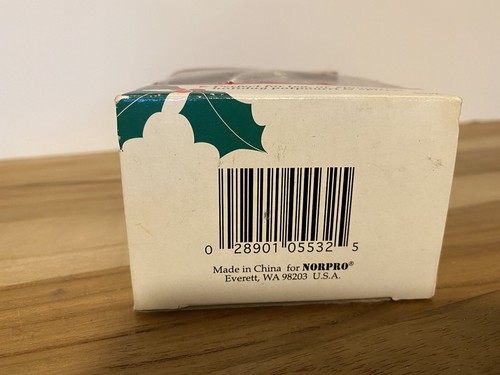 0 28901 05532 5
Made in China for NORPRO®
Everett, WA 98203 U.S.A.